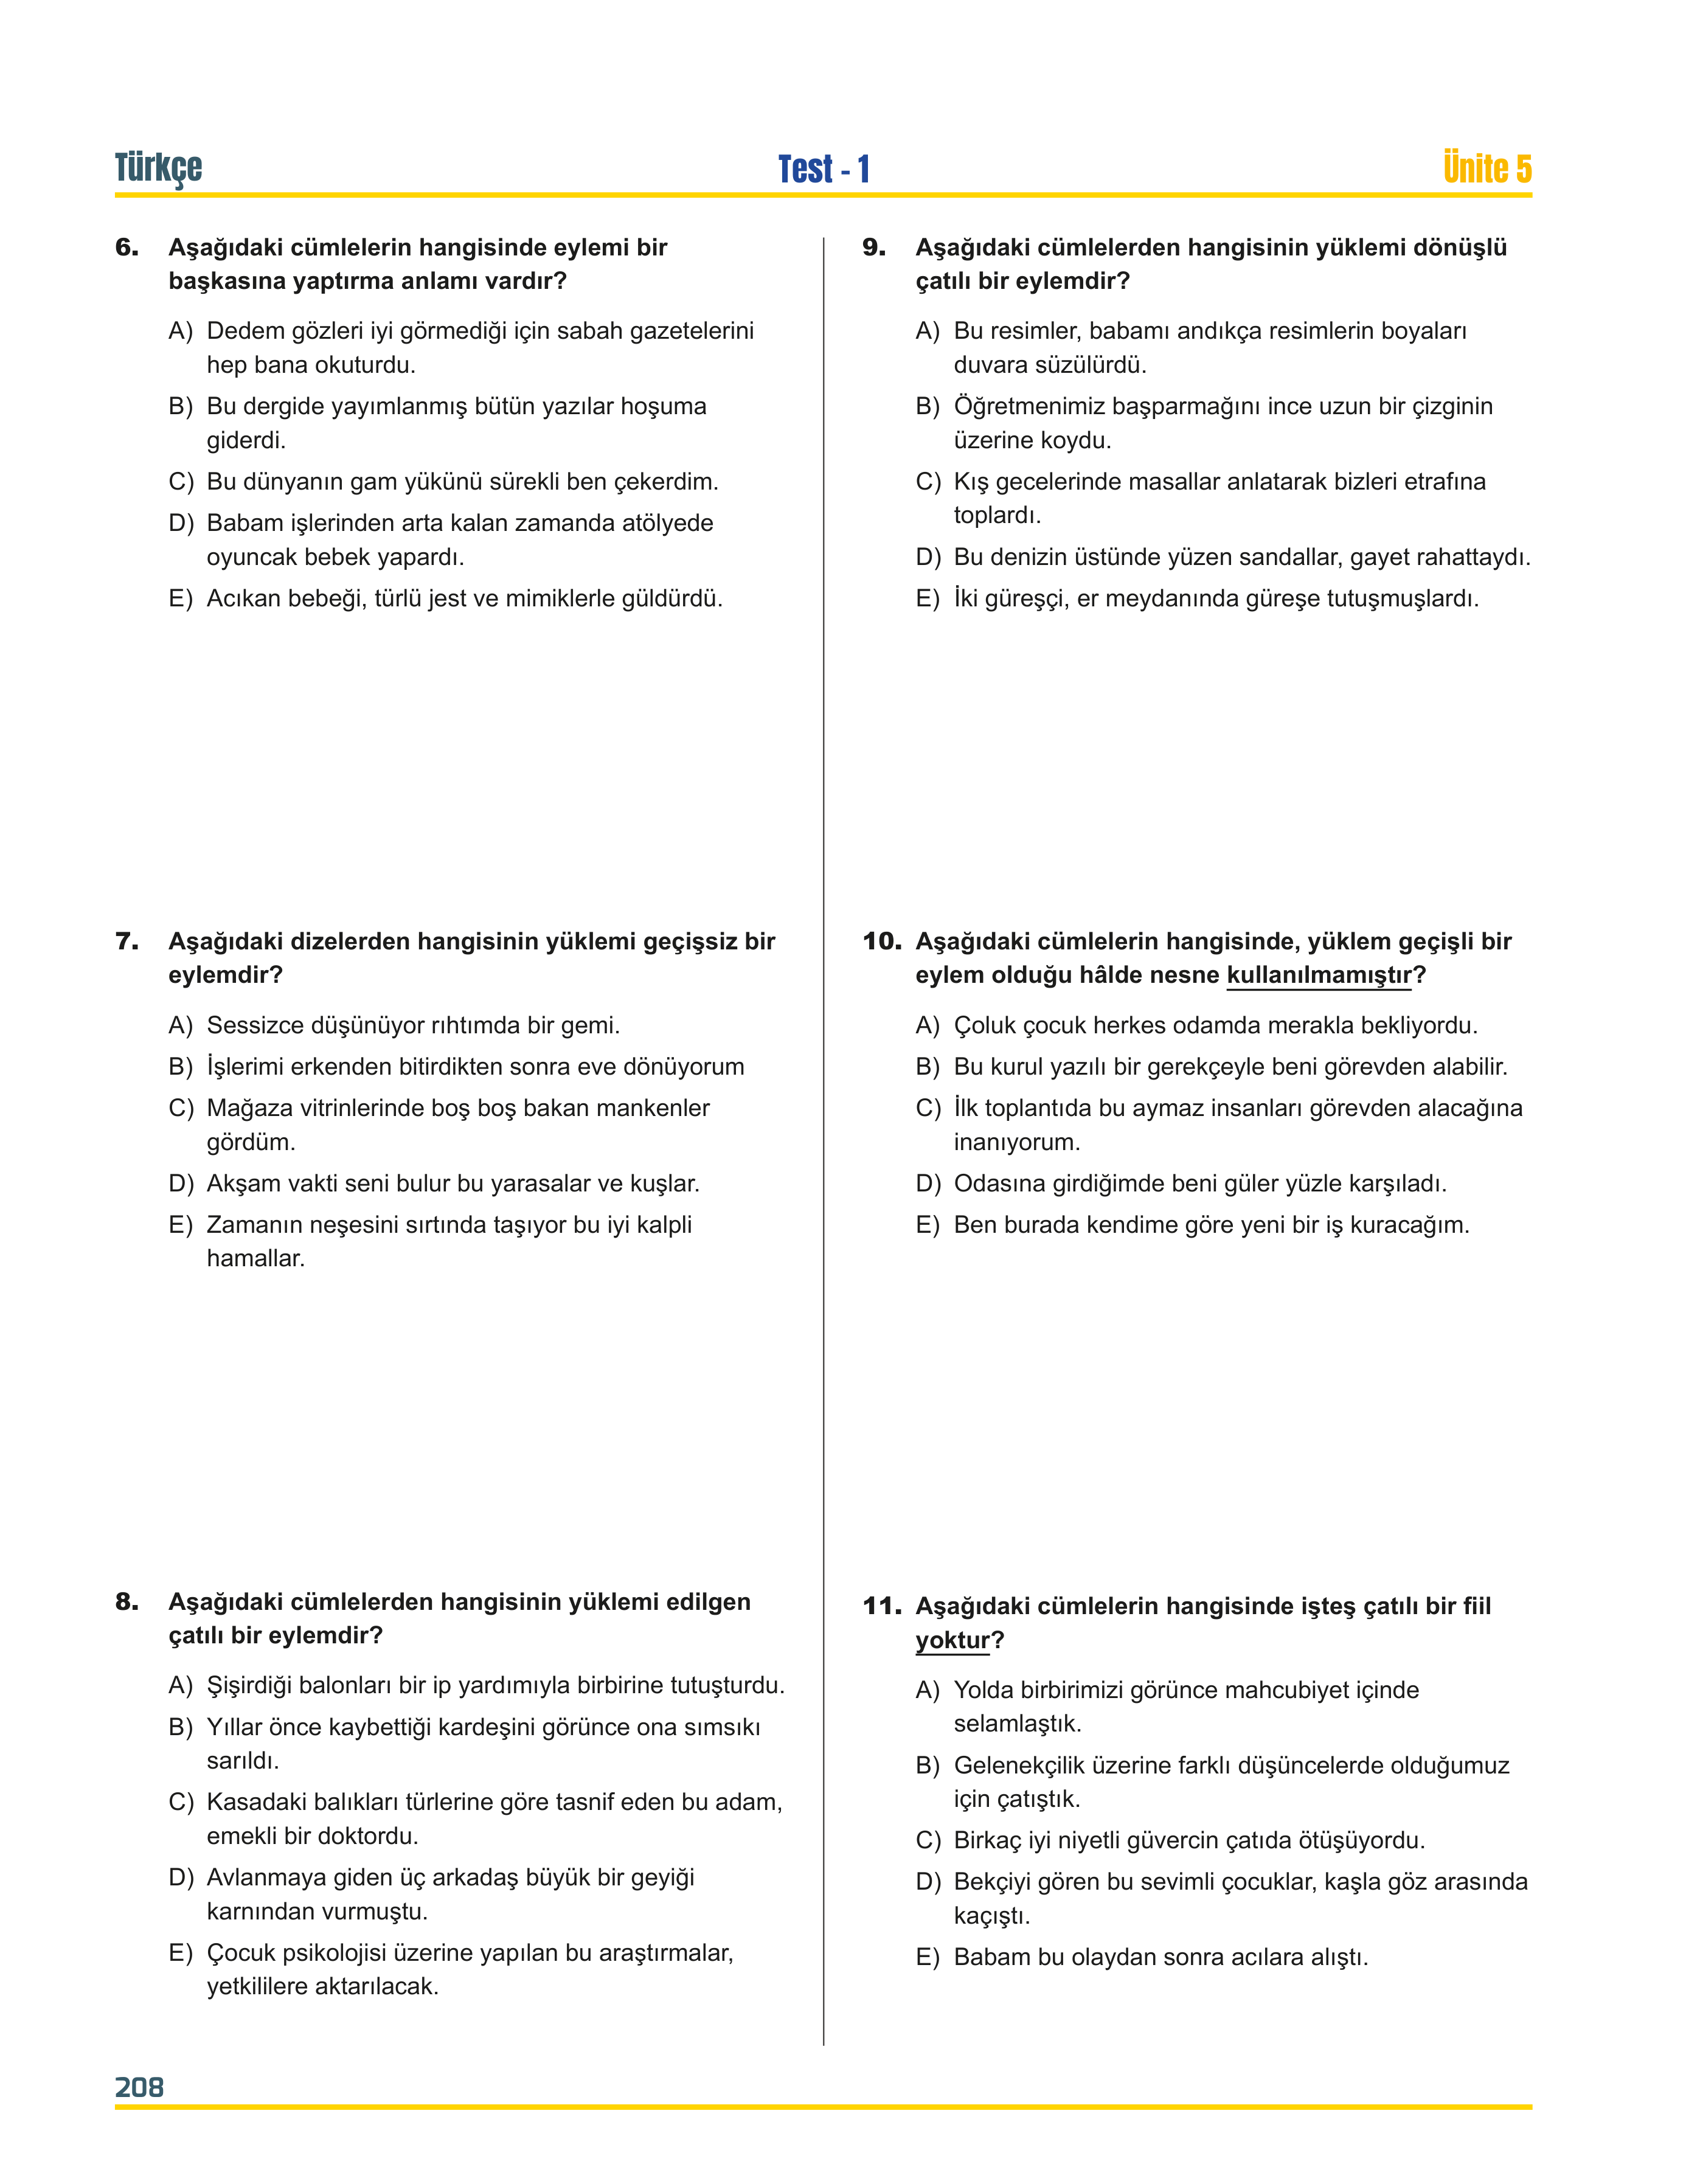 Türkçe
Test - 1
Ünite 5
6. Aşağıdaki cümlelerin hangisinde eylemi bir
başkasına yaptırma anlamı vardır?
A) Dedem gözleri iyi görmediği için sabah gazetelerini
hep bana okuturdu.
B) Bu dergide yayımlanmış bütün yazılar hoşuma
giderdi.
C) Bu dünyanın gam yükünü sürekli ben çekerdim.
D) Babam işlerinden arta kalan zamanda atölyede
oyuncak bebek yapardı.
E) Acıkan bebeği, türlü jest ve mimiklerle güldürdü.
7. Aşağıdaki dizelerden hangisinin yüklemi geçişsiz bir
eylemdir?
A) Sessizce düşünüyor rıhtımda bir gemi.
B) İşlerimi erkenden bitirdikten sonra eve dönüyorum
C) Mağaza vitrinlerinde boş boş bakan mankenler
gördüm.
D) Akşam vakti seni bulur bu yarasalar ve kuşlar.
E) Zamanın neşesini sırtında taşıyor bu iyi kalpli
hamallar.
8. Aşağıdaki cümlelerden hangisinin yüklemi edilgen
çatılı bir eylemdir?
A) Şişirdiği balonları bir ip yardımıyla birbirine tutuşturdu.
B) Yıllar önce kaybettiği kardeşini görünce ona sımsıkı
sarıldı.
C) Kasadaki balıkları türlerine göre tasnif eden bu adam,
emekli bir doktordu.
D) Avlanmaya giden üç arkadaş büyük bir geyiği
karnından vurmuştu.
E) Çocuk psikolojisi üzerine yapılan bu araştırmalar,
yetkililere aktarılacak.
9. Aşağıdaki cümlelerden hangisinin yüklemi dönüşlü
çatılı bir eylemdir?
A) Bu resimler, babamı andıkça resimlerin boyaları
duvara süzülürdü.
B) Öğretmenimiz başparmağını ince uzun bir çizginin
üzerine koydu.
C) Kış gecelerinde masallar anlatarak bizleri etrafına
toplardı.
D) Bu denizin üstünde yüzen sandallar, gayet rahattaydı.
E) İki güreşçi, er meydanında güreşe tutuşmuşlardı.
10. Aşağıdaki cümlelerin hangisinde, yüklem geçişli bir
eylem olduğu hâlde nesne kullanılmamıştır?
A) Çoluk çocuk herkes odamda merakla bekliyordu.
B) Bu kurul yazılı bir gerekçeyle beni görevden alabilir.
C) İlk toplantıda bu aymaz insanları görevden alacağına
inanıyorum.
D) Odasına girdiğimde beni güler yüzle karşıladı.
E) Ben burada kendime göre yeni bir iş kuracağım.
11. Aşağıdaki cümlelerin hangisinde işteş çatılı bir fiil
yoktur?
A) Yolda birbirimizi görünce mahcubiyet içinde
selamlaştık.
B) Gelenekçilik üzerine farklı düşüncelerde olduğumuz
için çatıştık.
C) Birkaç iyi niyetli güvercin çatıda ötüşüyordu.
D) Bekçiyi gören bu sevimli çocuklar, kaşla göz arasında
kaçıştı.
E) Babam bu olaydan sonra acılara alıştı.
208